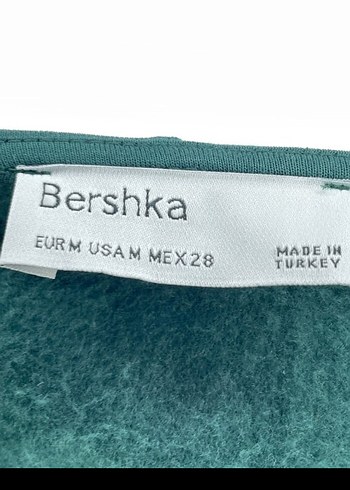 Bershka
EUR M USA M MEX 28
MADE IN
TURKEY